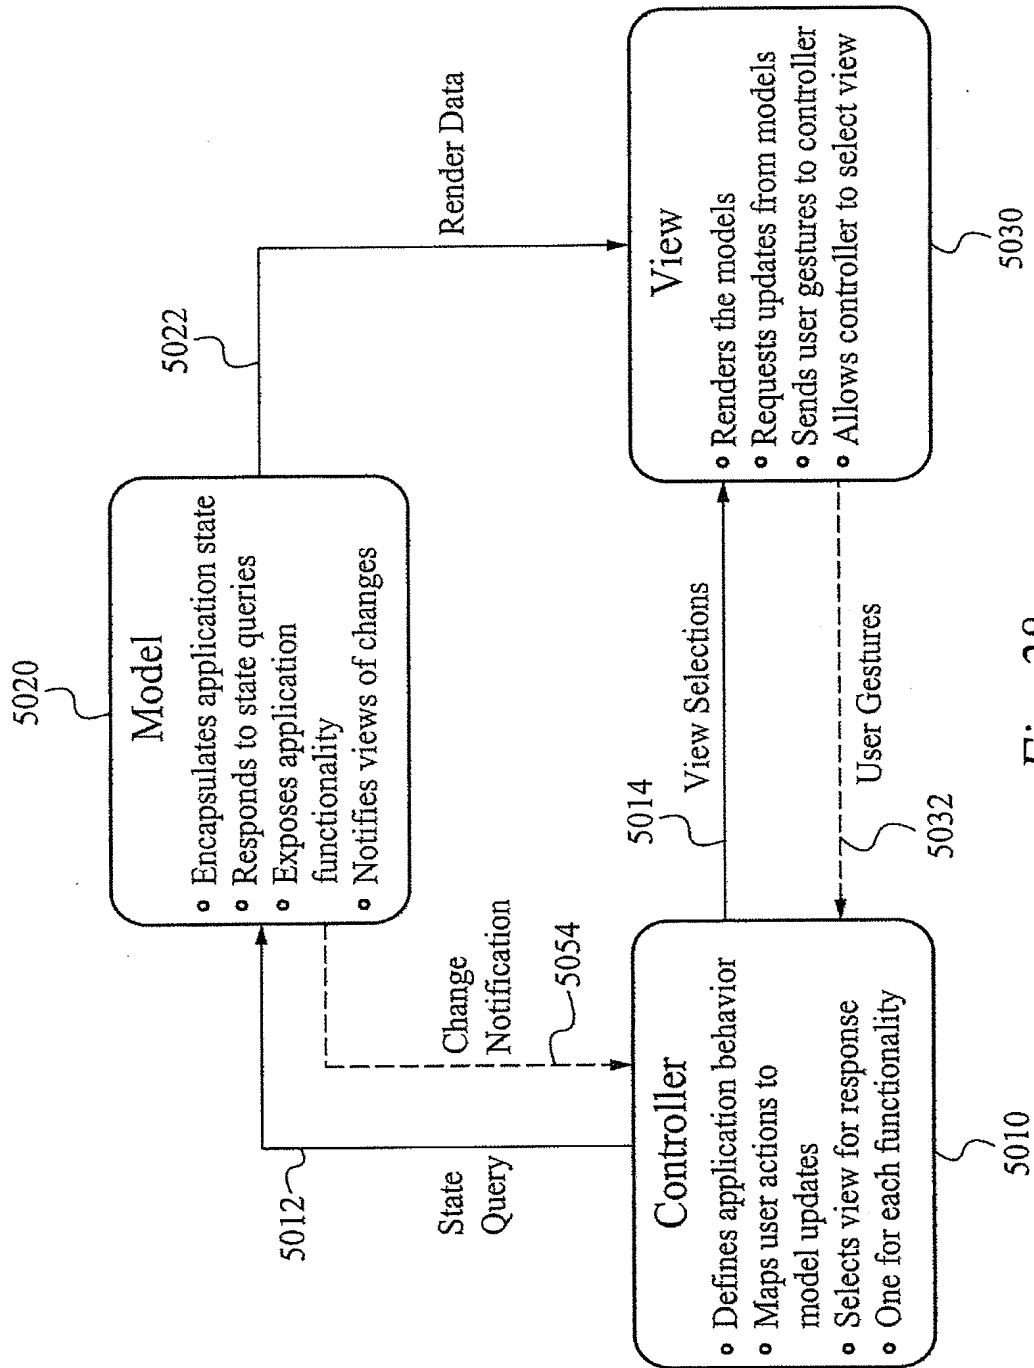 5020
Model
Encapsulates application state
Responds to state queries
Exposes application
functionality
Notifies views of changes
5022
Render Data
5012
State
Query
Change
Notification
5054
Controller
Defines application behavior
Maps user actions to
model updates
Selects view for response
One for each functionality
5010
5014
View Selections
User Gestures
5032
View
Renders the models
Requests updates from models
Sends user gestures to controller
Allows controller to select view
5030